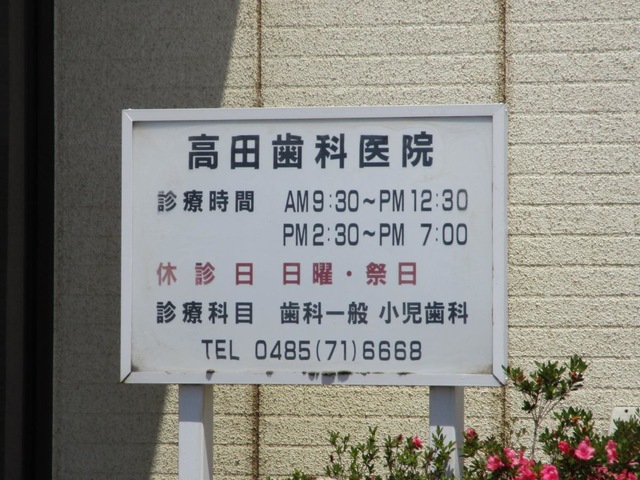 高田歯科医院
診療時間 AM9:30～PM12:30
PM2:30～PM 7:00
休診日 日曜・祭日
診療科目 歯科一般 小児歯科
TEL 0485(71)6668